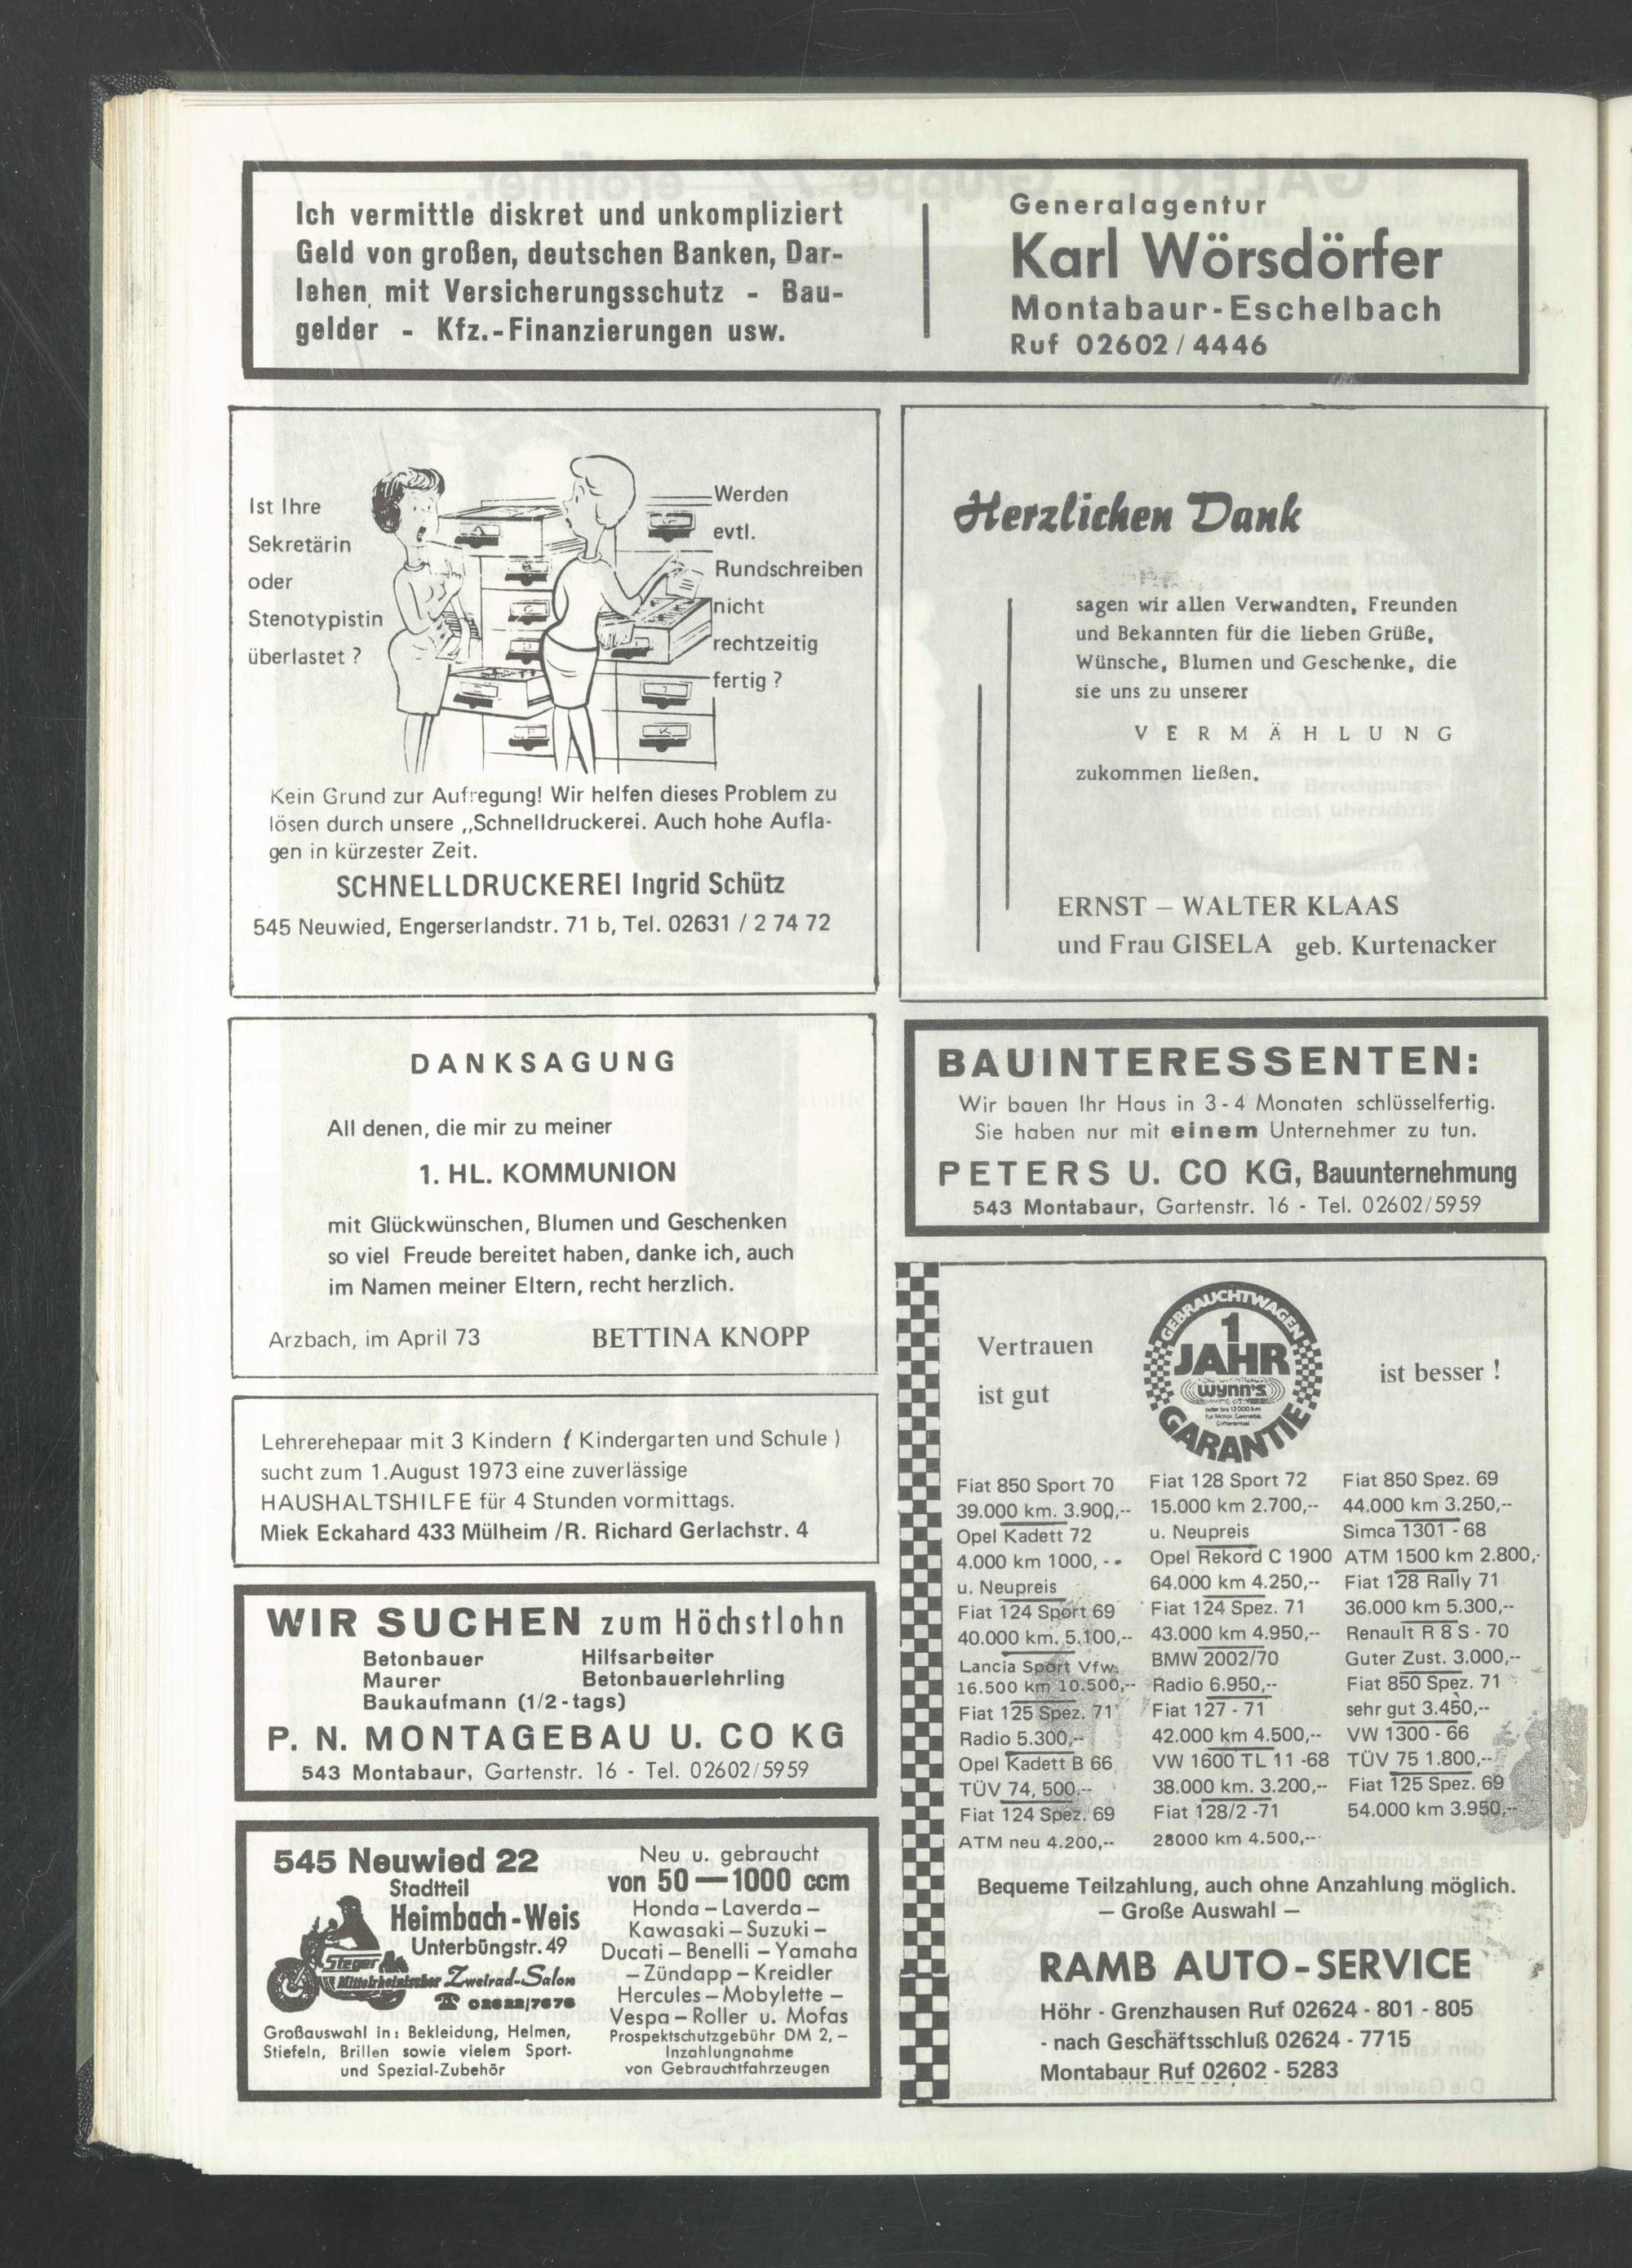 Ich vermittle diskret und unkompliziert
Geld von großen, deutschen Banken, Dar-
lehen mit Versicherungsschutz - Bau-
gelder - Kfz.-Finanzierungen usw.
Generalagentur
Karl Wörsdörfer
Montabaur-Eschelbach
Ruf 02602/4446
Ist Ihre
Sekretärin
oder
Stenotypistin
überlastet ?
Werden
evtl.
Rundschreiben
nicht
rechtzeitig
fertig ?
Kein Grund zur Aufregung! Wir helfen dieses Problem zu
lösen durch unsere ,,Schnelldruckerei. Auch hohe Aufla-
gen in kürzester Zeit.
SCHNELLDRUCKEREI Ingrid Schütz
545 Neuwied, Engerserlandstr. 71 b, Tel. 02631 / 2 74 72
Herzlichen Dank
sagen wir allen Verwandten, Freunden
und Bekannten für die lieben Grüße,
Wünsche, Blumen und Geschenke, die
sie uns zu unserer
VERMÄHLUNG
zukommen ließen.
ERNST – WALTER KLAAS
und Frau GISELA geb. Kurtenacker
DANKSAGUNG
All denen, die mir zu meiner
1. HL. KOMMUNION
mit Glückwünschen, Blumen und Geschenken
so viel Freude bereitet haben, danke ich, auch
im Namen meiner Eltern, recht herzlich.
Arzbach, im April 73 BETTINA KNOPP
BAUINTERESSENTEN:
Wir bauen Ihr Haus in 3-4 Monaten schlüsselfertig.
Sie haben nur mit einem Unternehmer zu tun.
PETERS U. CO KG, Bauunternehmung
543 Montabaur, Gartenstr. 16 - Tel. 02602/5959
Lehrerehepaar mit 3 Kindern ( Kindergarten und Schule )
sucht zum 1.August 1973 eine zuverlässige
HAUSHALTSHILFE für 4 Stunden vormittags.
Miek Eckahard 433 Mülheim /R. Richard Gerlachstr. 4
WIR SUCHEN zum Höchstlohn
Betonbauer Hilfsarbeiter
Maurer Betonbauerlehrling
Baukaufmann (1/2-tags)
P. N. MONTAGEBAU U. CO KG
543 Montabaur, Gartenstr. 16 - Tel. 02602/5959
545 Neuwied 22
Stadtteil
Heimbach-Weis
Unterbüngstr. 49
Steger
Mittelrheinischer Zweirad-Salon
☎ 02622/7676
Großauswahl in: Bekleidung, Helmen,
Stiefeln, Brillen sowie vielem Sport-
und Spezial-Zubehör
Neu u. gebraucht
von 50—1000 ccm
Honda – Laverda –
Kawasaki – Suzuki –
Ducati – Benelli – Yamaha
– Zündapp – Kreidler
Hercules – Mobylette –
Vespa – Roller u. Mofas
Prospektschutzgebühr DM 2,–
Inzahlungnahme
von Gebrauchtfahrzeugen
Vertrauen
ist gut
GEBRAUCHTWAGEN
1
JAHR
wynn's
oder bis 12000 km
für Motor, Getriebe,
Differential
GARANTIE
ist besser !
Fiat 850 Sport 70
39.000 km. 3.900,--
Opel Kadett 72
4.000 km 1000, --
u. Neupreis
Fiat 124 Sport 69
40.000 km. 5.100,--
Lancia Sport Vfw.
16.500 km 10.500,--
Fiat 125 Spez. 71
Radio 5.300,--
Opel Kadett B 66
TÜV 74, 500.--
Fiat 124 Spez. 69
ATM neu 4.200,--
Fiat 128 Sport 72
15.000 km 2.700,--
u. Neupreis
Opel Rekord C 1900
64.000 km 4.250,--
Fiat 124 Spez. 71
43.000 km 4.950,--
BMW 2002/70
Radio 6.950,--
Fiat 127 - 71
42.000 km 4.500,--
VW 1600 TL 11 -68
38.000 km. 3.200,--
Fiat 128/2 -71
28000 km 4.500,--
Fiat 850 Spez. 69
44.000 km 3.250,--
Simca 1301 - 68
ATM 1500 km 2.800,-
Fiat 128 Rally 71
36.000 km 5.300,--
Renault R 8 S - 70
Guter Zust. 3.000,--
Fiat 850 Spez. 71
sehr gut 3.450,--
VW 1300 - 66
TÜV 75 1.800,--
Fiat 125 Spez. 69
54.000 km 3.950,--
Bequeme Teilzahlung, auch ohne Anzahlung möglich.
— Große Auswahl —
RAMB AUTO-SERVICE
Höhr - Grenzhausen Ruf 02624 - 801 - 805
- nach Geschäftsschluß 02624 - 7715
Montabaur Ruf 02602 - 5283